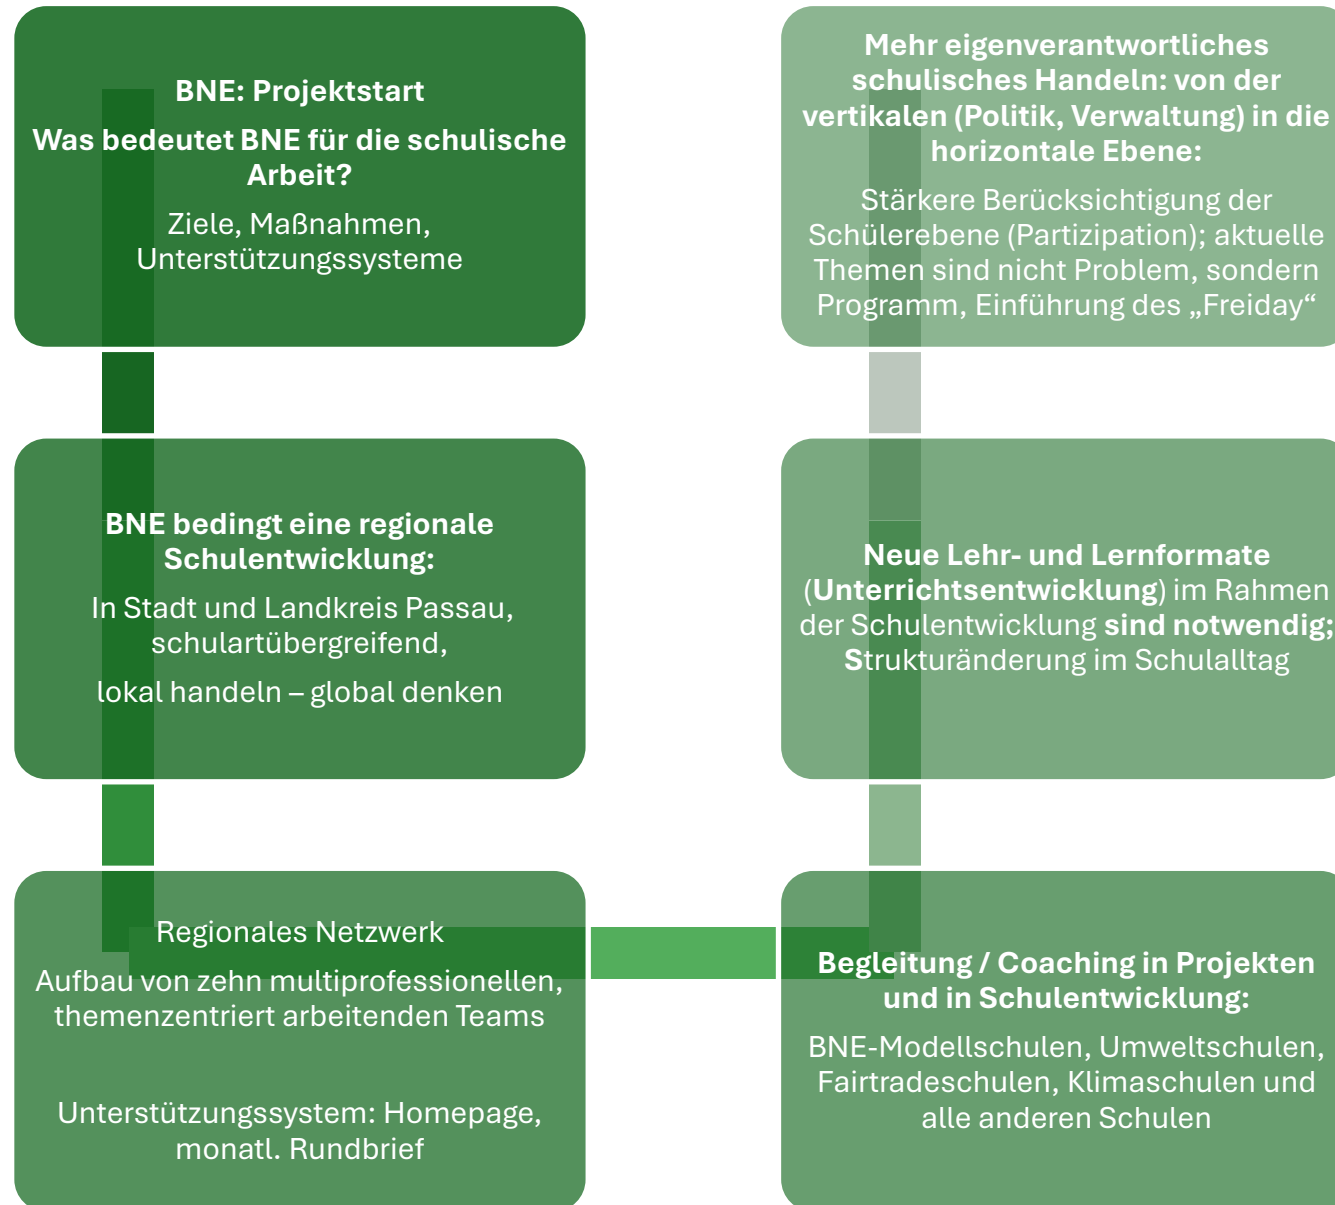 BNE: Projektstart
Was bedeutet BNE für die schulische
Arbeit?
Ziele, Maßnahmen,
Unterstützungssysteme
BNE bedingt eine regionale
Schulentwicklung:
In Stadt und Landkreis Passau,
schulartübergreifend,
lokal handeln – global denken
Regionales Netzwerk
Aufbau von zehn multiprofessionellen,
themenzentriert arbeitenden Teams
Unterstützungssystem: Homepage,
monatl. Rundbrief
Begleitung / Coaching in Projekten
und in Schulentwicklung:
BNE-Modellschulen, Umweltschulen,
Fairtradeschulen, Klimaschulen und
alle anderen Schulen
Neue Lehr- und Lernformate
(Unterrichtsentwicklung) im Rahmen
der Schulentwicklung sind notwendig;
Strukturänderung im Schulalltag
Mehr eigenverantwortliches
schulisches Handeln: von der
vertikalen (Politik, Verwaltung) in die
horizontale Ebene:
Stärkere Berücksichtigung der
Schülerebene (Partizipation); aktuelle
Themen sind nicht Problem, sondern
Programm, Einführung des „Freiday“